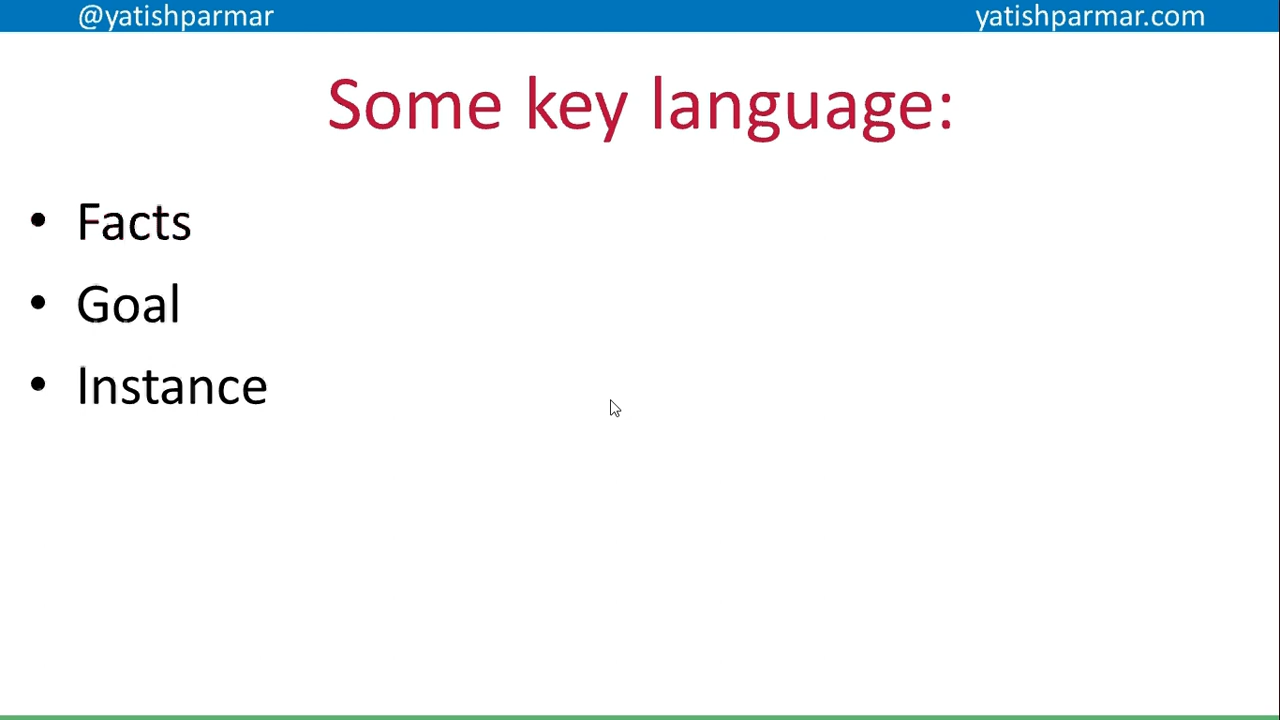 @yatishparmar
yatishparmar.com
Some key language:
• Facts
• Goal
• Instance